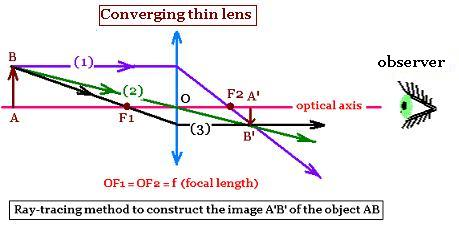 Converging thin lens
B
(1)
observer
(2)
O
F2
A'
optical axis
A
F1
(3)
B'
OF1 = OF2 = f (focal length)
Ray-tracing method to construct the image A'B' of the object AB